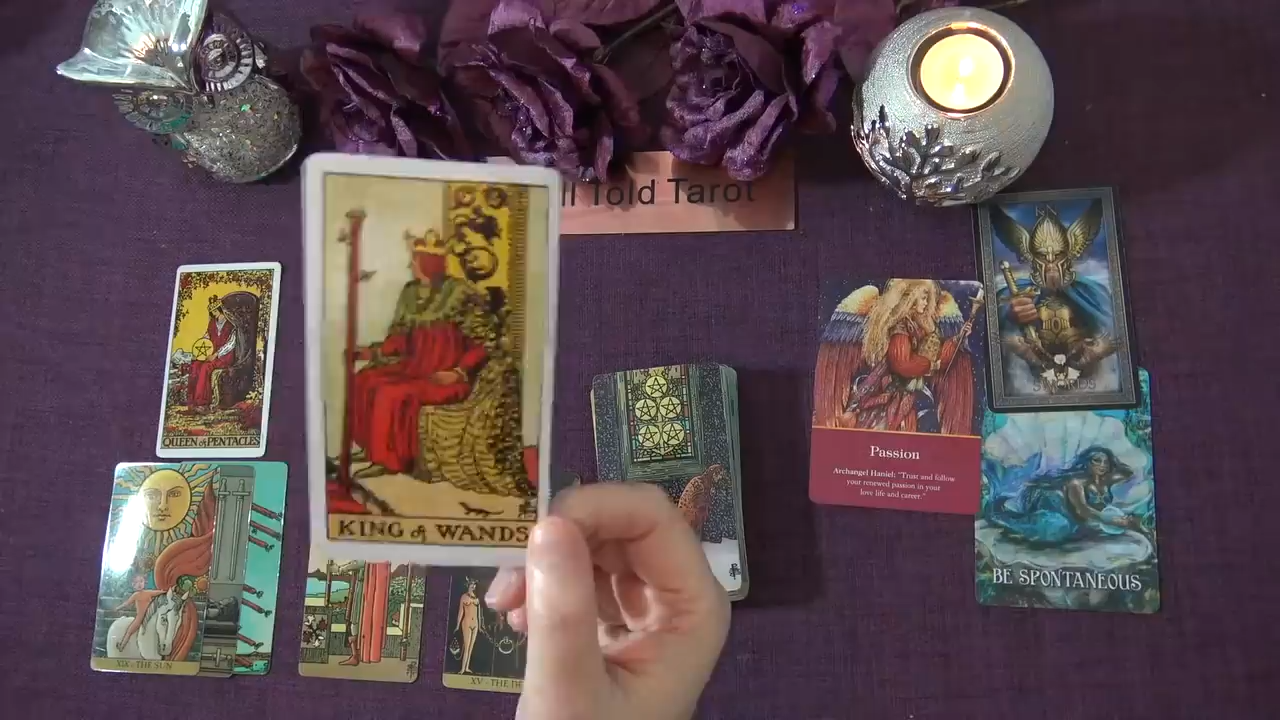 ll Told Tarot
QUEEN of PENTACLES
KING of WANDS
Passion
Archangel Haniel: "Trust and follow
your renewed passion in your
love life and career."
SWORDS
BE SPONTANEOUS
XIX • THE SUN
XV • THE DE